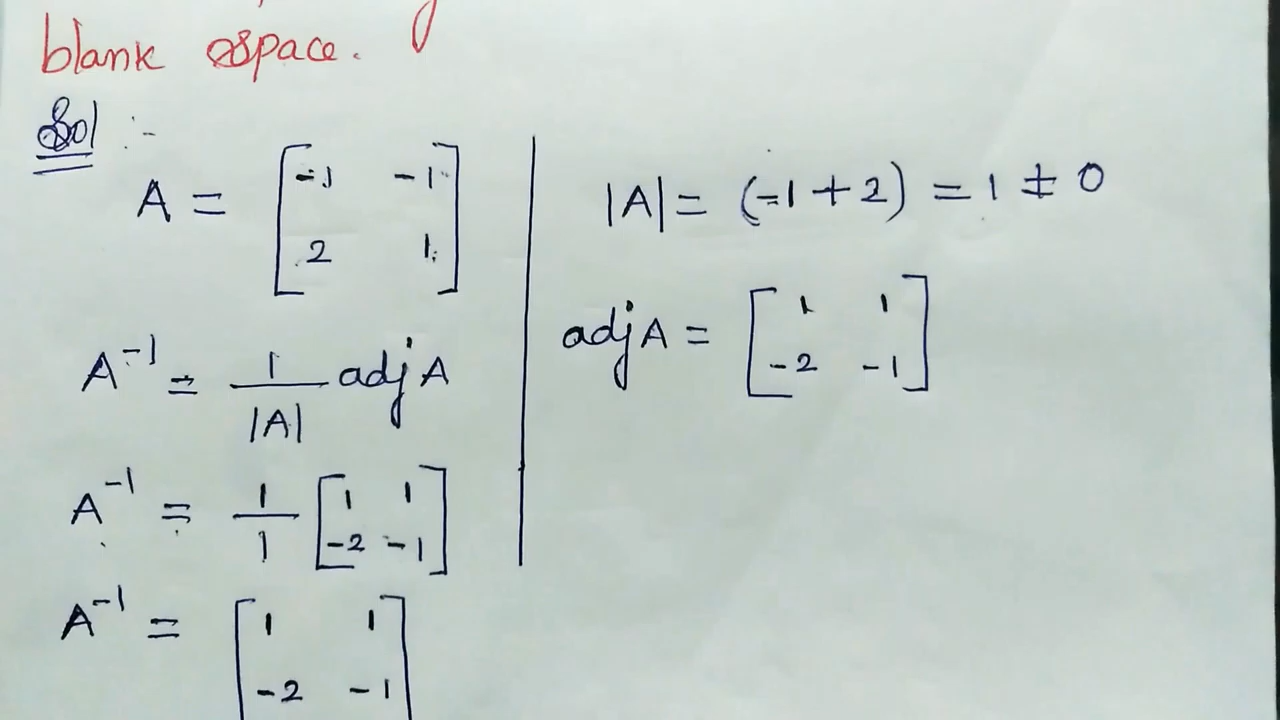 blank space.
Sol :-
A = [ -1 -1
2 1 ]
A⁻¹ = 1/|A| adj A
A⁻¹ = 1/1 [ 1 1
-2 -1 ]
A⁻¹ = [ 1 1
-2 -1
|A| = (-1 + 2) = 1 ≠ 0
adj A = [ 1 1
-2 -1 ]